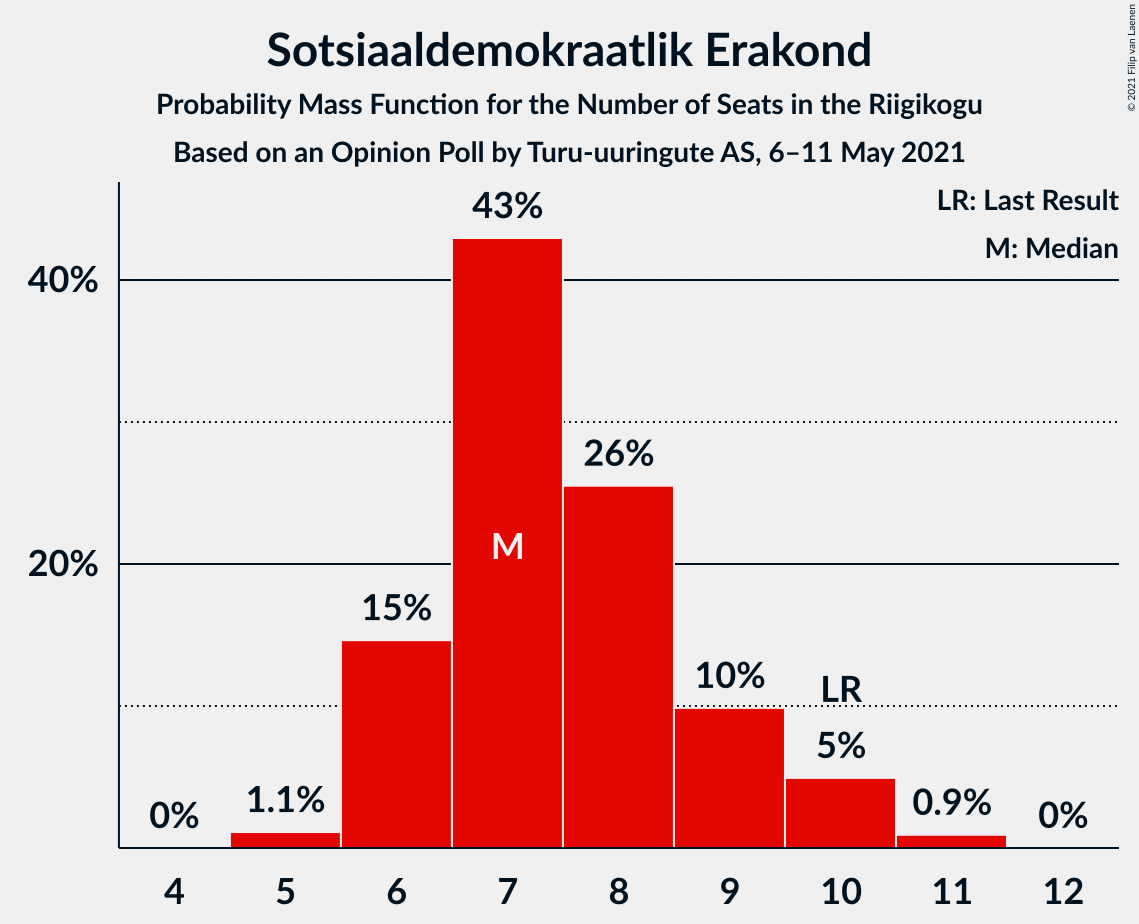 Sotsiaaldemokraatlik Erakond
Probability Mass Function for the Number of Seats in the Riigikogu
Based on an Opinion Poll by Turu-uuringute AS, 6–11 May 2021
© 2021 Filip van Laenen
LR: Last Result
M: Median
40%
20%
0%
1.1%
15%
43%
M
26%
10%
LR
5%
0.9%
0%
4 5 6 7 8 9 10 11 12